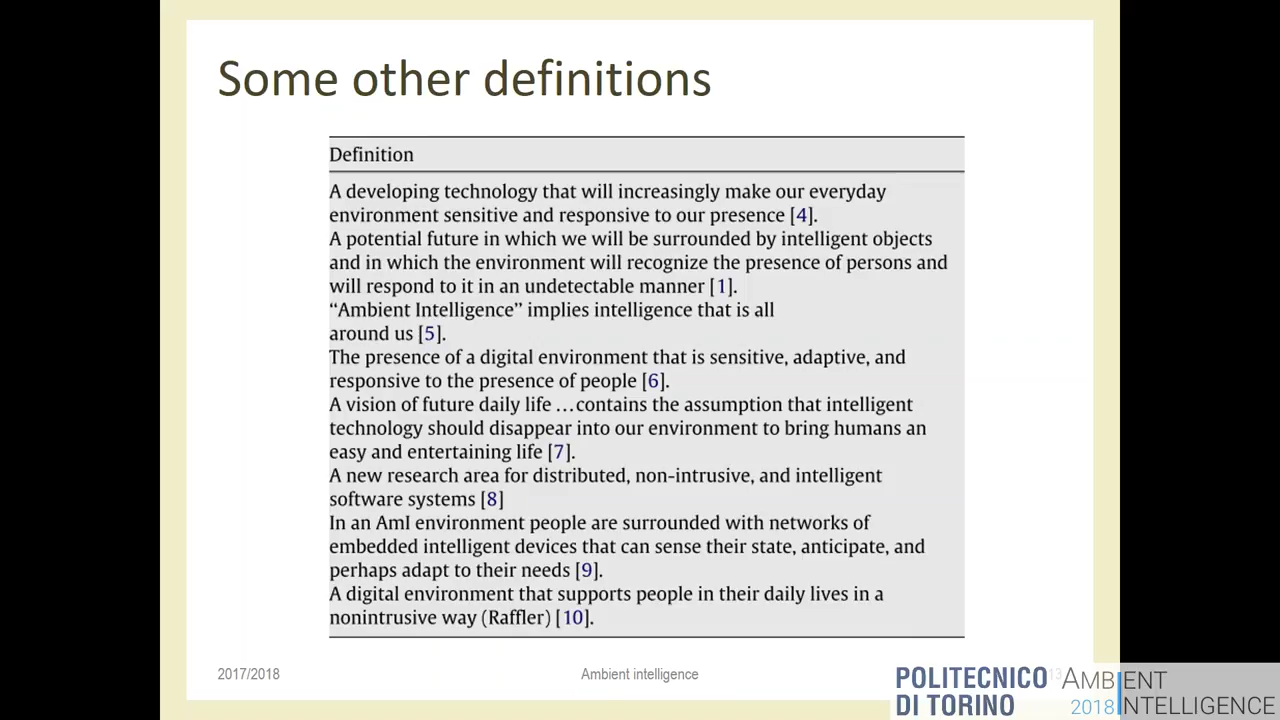 Some other definitions
Definition
A developing technology that will increasingly make our everyday
environment sensitive and responsive to our presence [4].
A potential future in which we will be surrounded by intelligent objects
and in which the environment will recognize the presence of persons and
will respond to it in an undetectable manner [1].
“Ambient Intelligence” implies intelligence that is all
around us [5].
The presence of a digital environment that is sensitive, adaptive, and
responsive to the presence of people [6].
A vision of future daily life ...contains the assumption that intelligent
technology should disappear into our environment to bring humans an
easy and entertaining life [7].
A new research area for distributed, non-intrusive, and intelligent
software systems [8]
In an AmI environment people are surrounded with networks of
embedded intelligent devices that can sense their state, anticipate, and
perhaps adapt to their needs [9].
A digital environment that supports people in their daily lives in a
nonintrusive way (Raffler) [10].
2017/2018
Ambient intelligence
13
POLITECNICO
DI TORINO
AMBIENT
2018 INTELLIGENCE